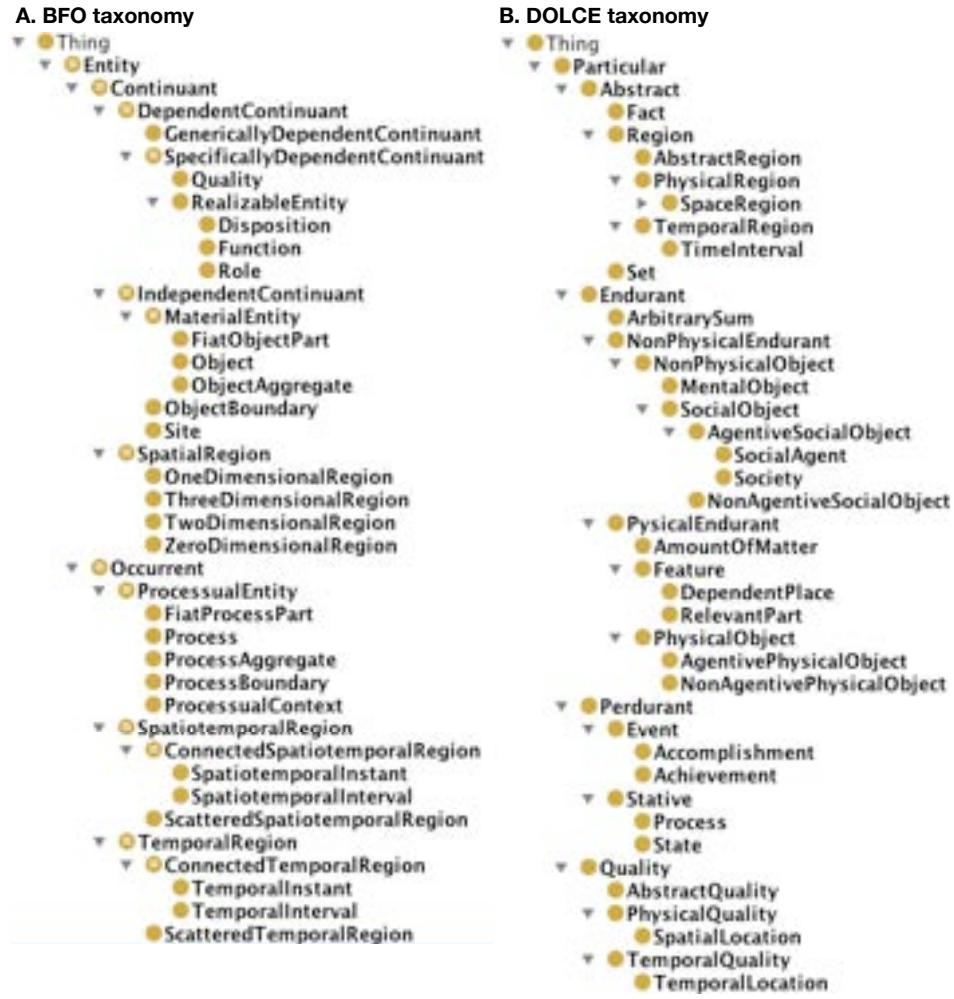 A. BFO taxonomy
Thing
Entity
Continuant
DependentContinuant
GenericallyDependentContinuant
SpecificallyDependentContinuant
Quality
RealizableEntity
Disposition
Function
Role
IndependentContinuant
MaterialEntity
FiatObjectPart
Object
ObjectAggregate
ObjectBoundary
Site
SpatialRegion
OneDimensionalRegion
ThreeDimensionalRegion
TwoDimensionalRegion
ZeroDimensionalRegion
Occurrent
ProcessualEntity
FiatProcessPart
Process
ProcessAggregate
ProcessBoundary
ProcessualContext
SpatiotemporalRegion
ConnectedSpatiotemporalRegion
SpatiotemporalInstant
SpatiotemporalInterval
ScatteredSpatiotemporalRegion
TemporalRegion
ConnectedTemporalRegion
TemporalInstant
TemporalInterval
ScatteredTemporalRegion
B. DOLCE taxonomy
Thing
Particular
Abstract
Fact
Region
AbstractRegion
PhysicalRegion
SpaceRegion
TemporalRegion
TimeInterval
Set
Endurant
ArbitrarySum
NonPhysicalEndurant
NonPhysicalObject
MentalObject
SocialObject
AgentiveSocialObject
SocialAgent
Society
NonAgentiveSocialObject
PysicalEndurant
AmountOfMatter
Feature
DependentPlace
RelevantPart
PhysicalObject
AgentivePhysicalObject
NonAgentivePhysicalObject
Perdurant
Event
Accomplishment
Achievement
Stative
Process
State
Quality
AbstractQuality
PhysicalQuality
SpatialLocation
TemporalQuality
TemporalLocation